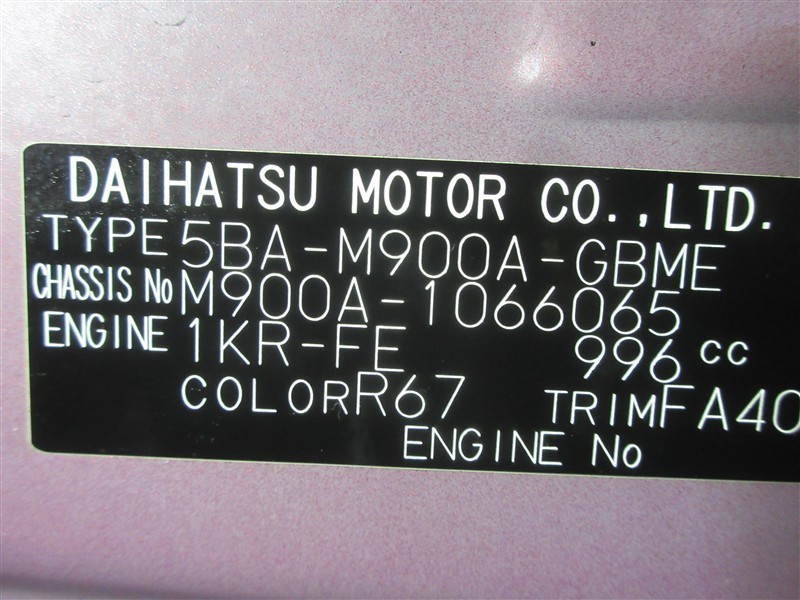 DAIHATSU MOTOR CO.,LTD.
TYPE 5BA-M900A-GBME
CHASSIS No M900A-1066065
ENGINE 1KR-FE 996 cc
COLOR R67 TRIM FA40
ENGINE No